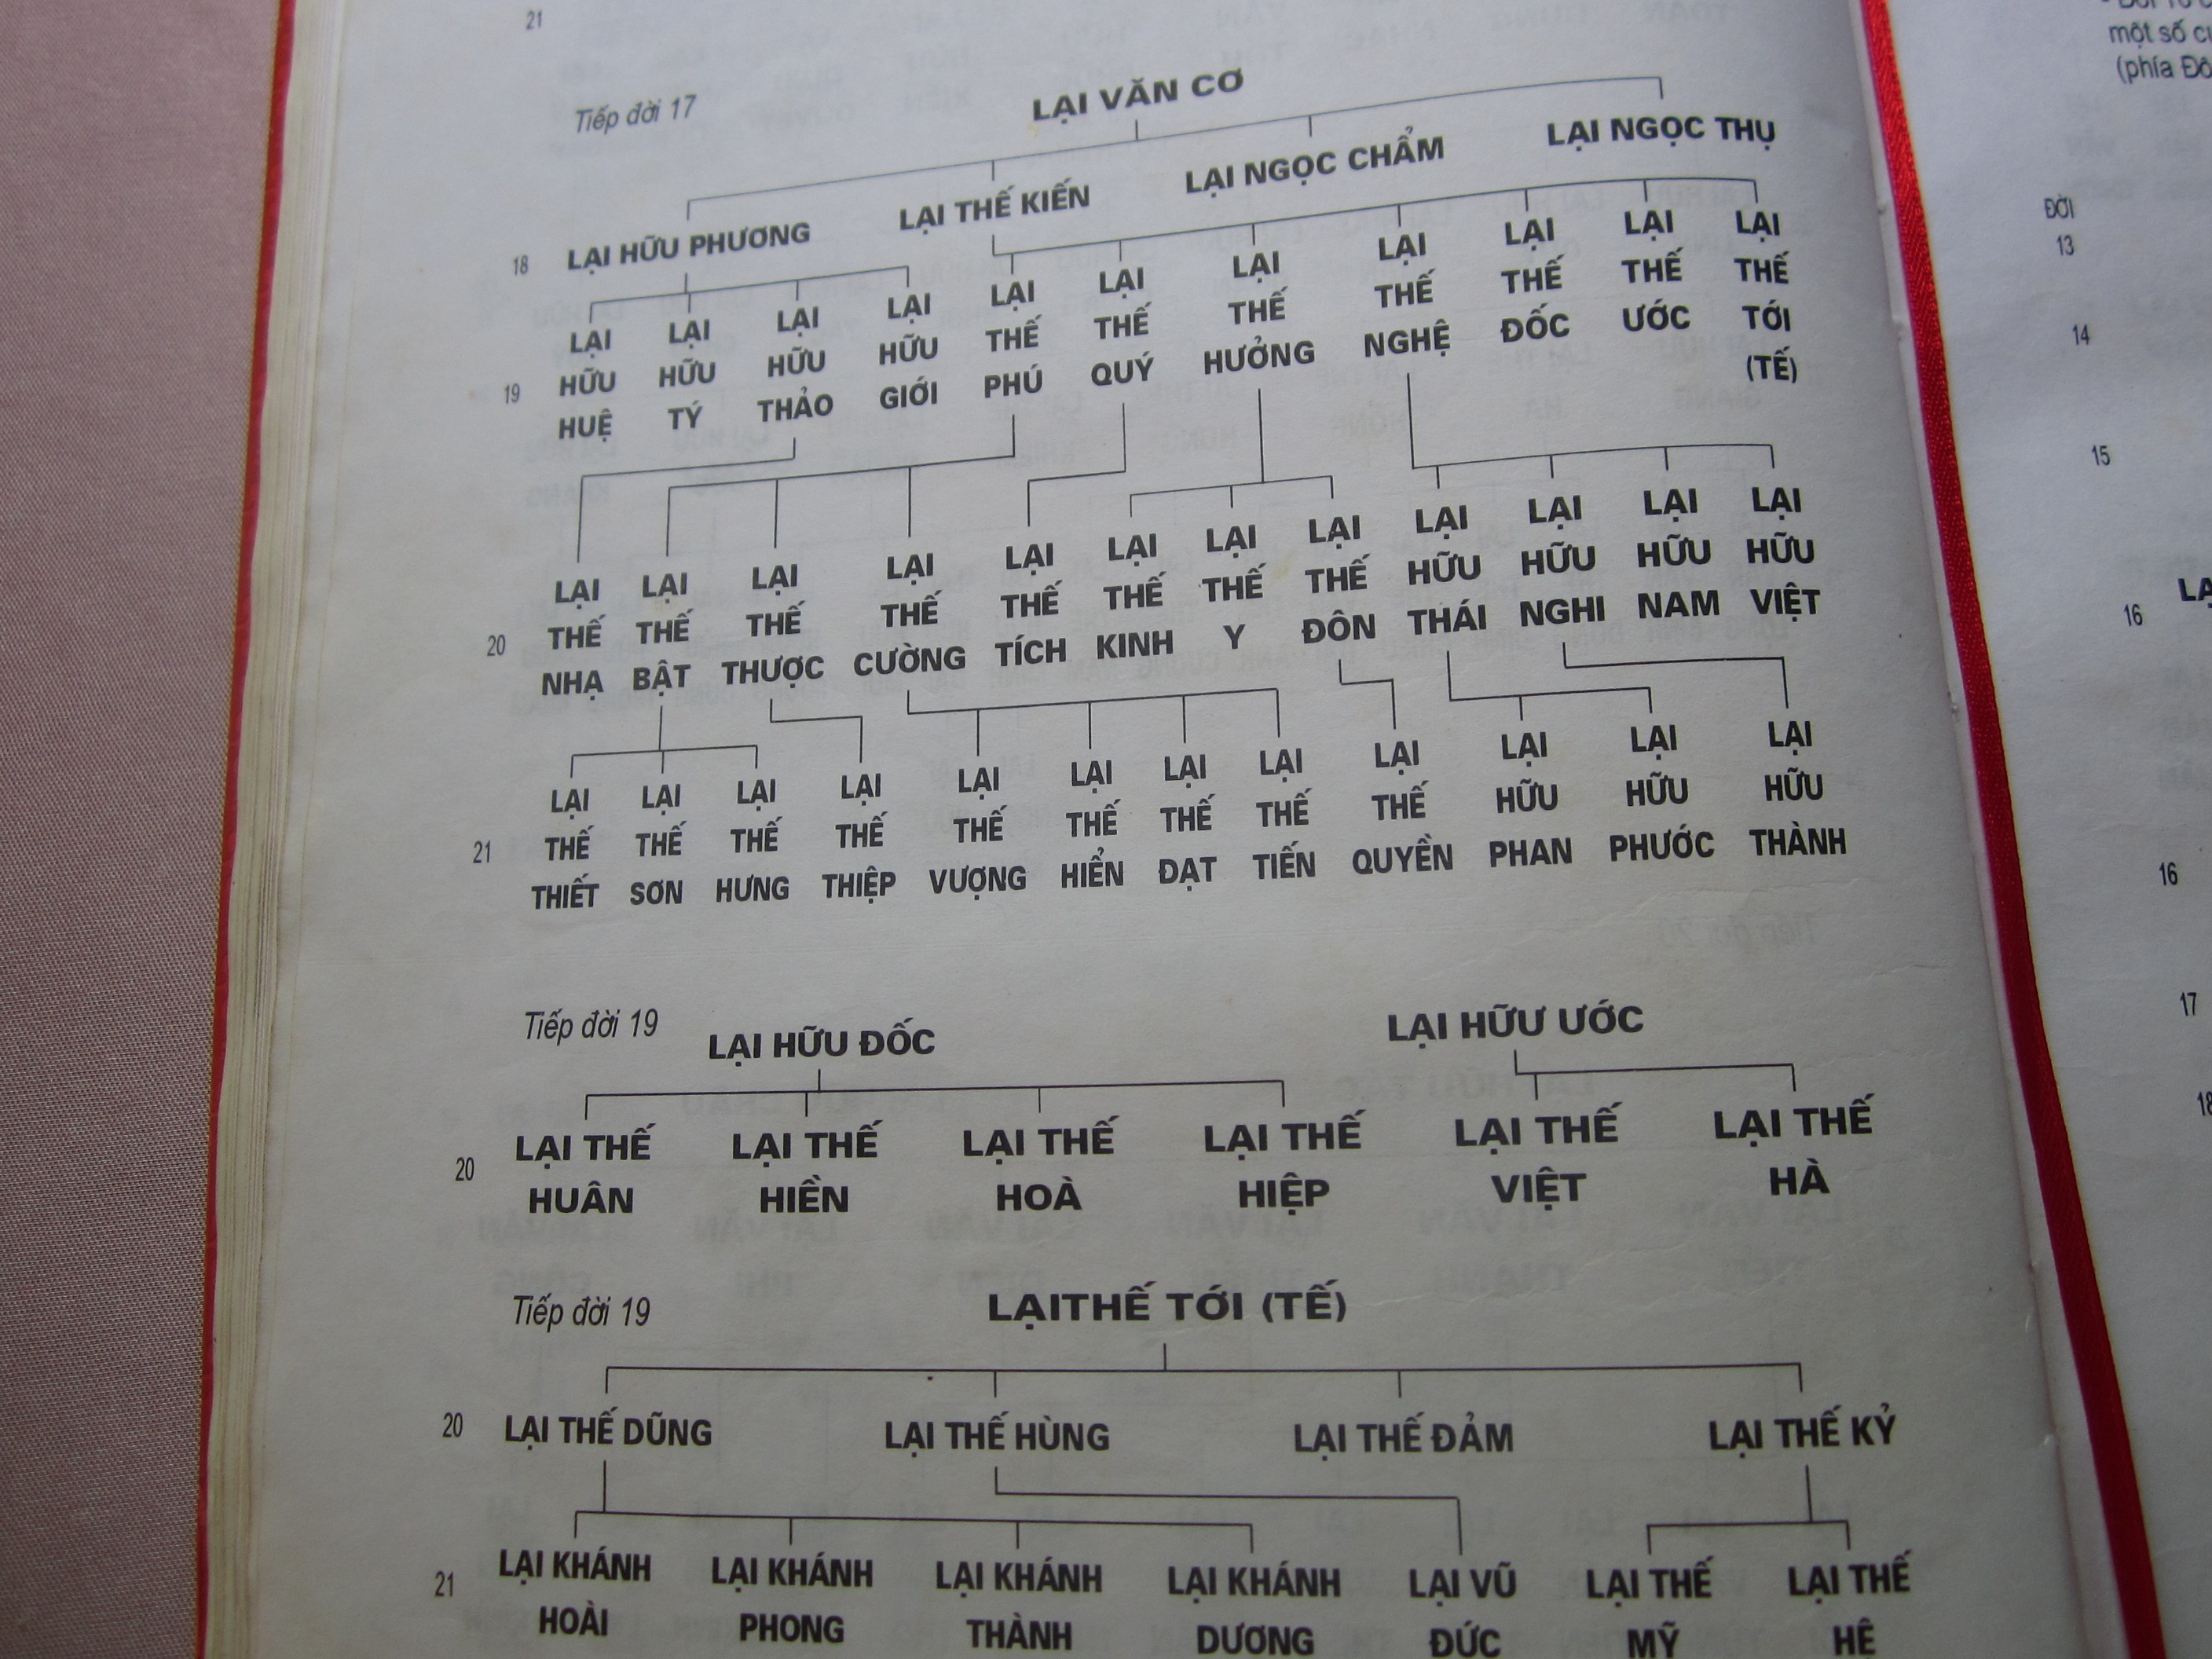 21
Tiếp đời 17
LẠI VĂN CƠ
18 LẠI HỮU PHƯƠNG LẠI THẾ KIẾN LẠI NGỌC CHẨM LẠI NGỌC THỤ
LẠI LẠI LẠI LẠI LẠI LẠI LẠI LẠI LẠI LẠI LẠI
HỮU HỮU HỮU HỮU THẾ THẾ THẾ THẾ THẾ THẾ THẾ
19 HUỆ TÝ THẢO GIỚI PHÚ QUÝ HƯỞNG NGHỆ ĐỐC ƯỚC TỚI
(TẾ)
LẠI LẠI LẠI LẠI LẠI LẠI LẠI LẠI LẠI LẠI LẠI LẠI
THẾ THẾ THẾ THẾ THẾ THẾ THẾ THẾ HỮU HỮU HỮU HỮU
20 NHẠ BẬT THƯỢC CƯỜNG TÍCH KINH Y ĐÔN THÁI NGHI NAM VIỆT
LẠI LẠI LẠI LẠI LẠI LẠI LẠI LẠI LẠI LẠI LẠI LẠI
THẾ THẾ THẾ THẾ THẾ THẾ THẾ THẾ THẾ HỮU HỮU HỮU
21 THIẾT SƠN HƯNG THIỆP VƯỢNG HIỂN ĐẠT TIẾN QUYỀN PHAN PHƯỚC THÀNH
Tiếp đời 19
LẠI HỮU ĐỐC LẠI HỮƯ ƯỚC
LẠI THẾ LẠI THẾ LẠI THẾ LẠI THẾ LẠI THẾ LẠI THẾ
20 HUÂN HIỀN HOÀ HIỆP VIỆT HÀ
Tiếp đời 19
LẠITHẾ TỚI (TẾ)
20 LẠI THẾ DŨNG LẠI THẾ HÙNG LẠI THẾ ĐẢM LẠI THẾ KỶ
LẠI KHÁNH LẠI KHÁNH LẠI KHÁNH LẠI KHÁNH LẠI VŨ LẠI THẾ LẠI THẾ
21 HOÀI PHONG THÀNH DƯƠNG ĐỨC MỸ HỆ
một số
(phía
ĐỜI
13
14
15
16
16
17
18